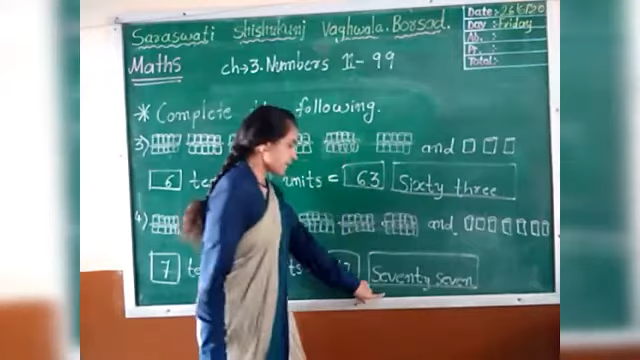 Saraswati Shishukunj Vaghwala. Borsad.
Date:- 26/6/20
Day:- Friday
Ab. :
Pr. :
Total:-
Maths
ch→3. Numbers 11-99
* Complete following.
3) and
6 units = 63 Sixty three
4) and
7 Seventy seven